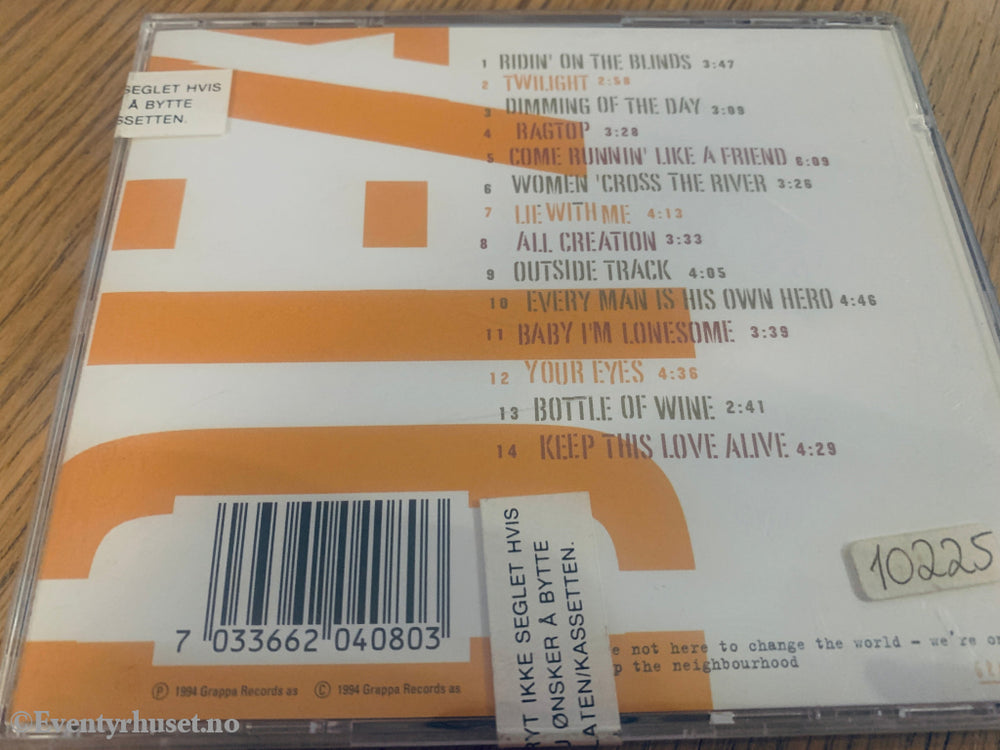 1 RIDIN' ON THE BLINDS 3:47
2 TWILIGHT 2:58
3 DIMMING OF THE DAY 3:09
4 RAGTOP 3:28
5 COME RUNNIN' LIKE A FRIEND 6:09
6 WOMEN 'CROSS THE RIVER 3:26
7 LIE WITH ME 4:13
8 ALL CREATION 3:33
9 OUTSIDE TRACK 4:05
10 EVERY MAN IS HIS OWN HERO 4:46
11 BABY I'M LONESOME 3:39
12 YOUR EYES 4:36
13 BOTTLE OF WINE 2:41
14 KEEP THIS LOVE ALIVE 4:29
SEGLET HVIS
Å BYTTE
SSETTEN.
RYT IKKE SEGLET HVIS
U ØNSKER Å BYTTE
LATEN/KASSETTEN.
10225
7 033662 040803
not here to change the world – we're
the neighbourhood
℗ 1994 Grappa Records as © 1994 Grappa Records as
©Eventyrhuset.no